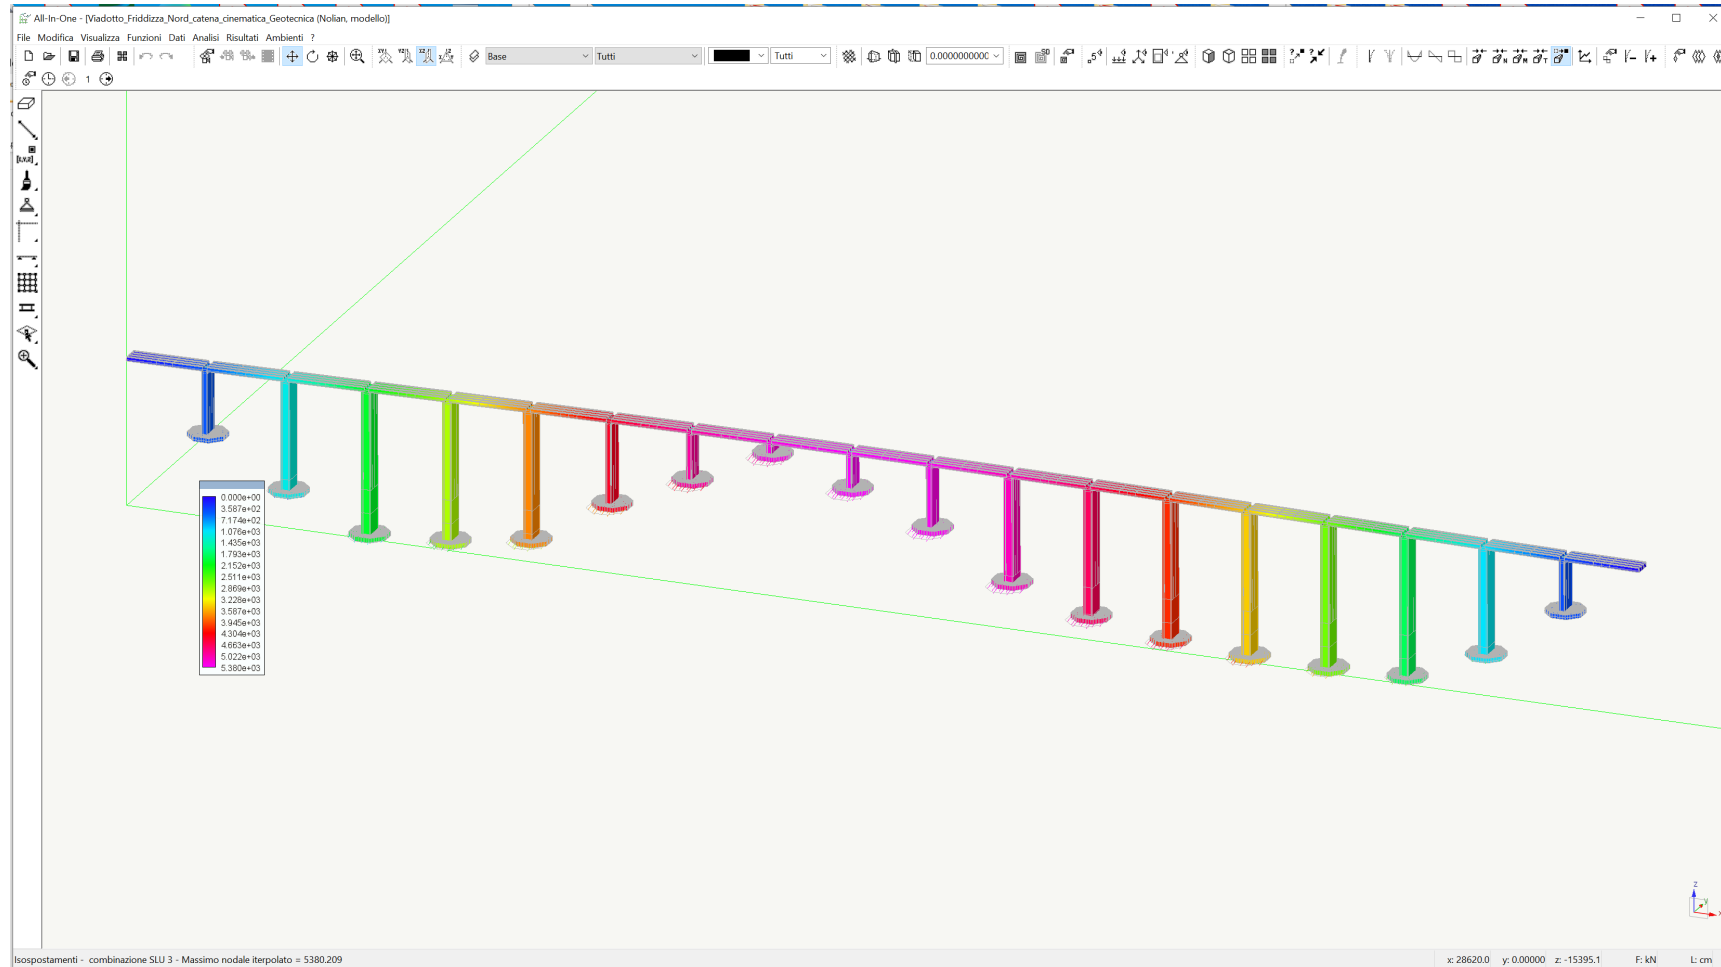 All-In-One - [Viadotto_Friddizza_Nord_catena_cinematica_Geotecnica (Nolian, modello)]
File Modifica Visualizza Funzioni Dati Analisi Risultati Ambienti ?
Base Tutti Tutti 0.000000000C
1
0.000e+00
3.587e+02
7.174e+02
1.076e+03
1.435e+03
1.793e+03
2.152e+03
2.511e+03
2.869e+03
3.228e+03
3.587e+03
3.945e+03
4.304e+03
4.663e+03
5.022e+03
5.380e+03
z
y
x
Isospostamenti - combinazione SLU 3 - Massimo nodale iterpolato = 5380.209 x: 28620.0 y: 0.00000 z: -15395.1 F: kN L: cm